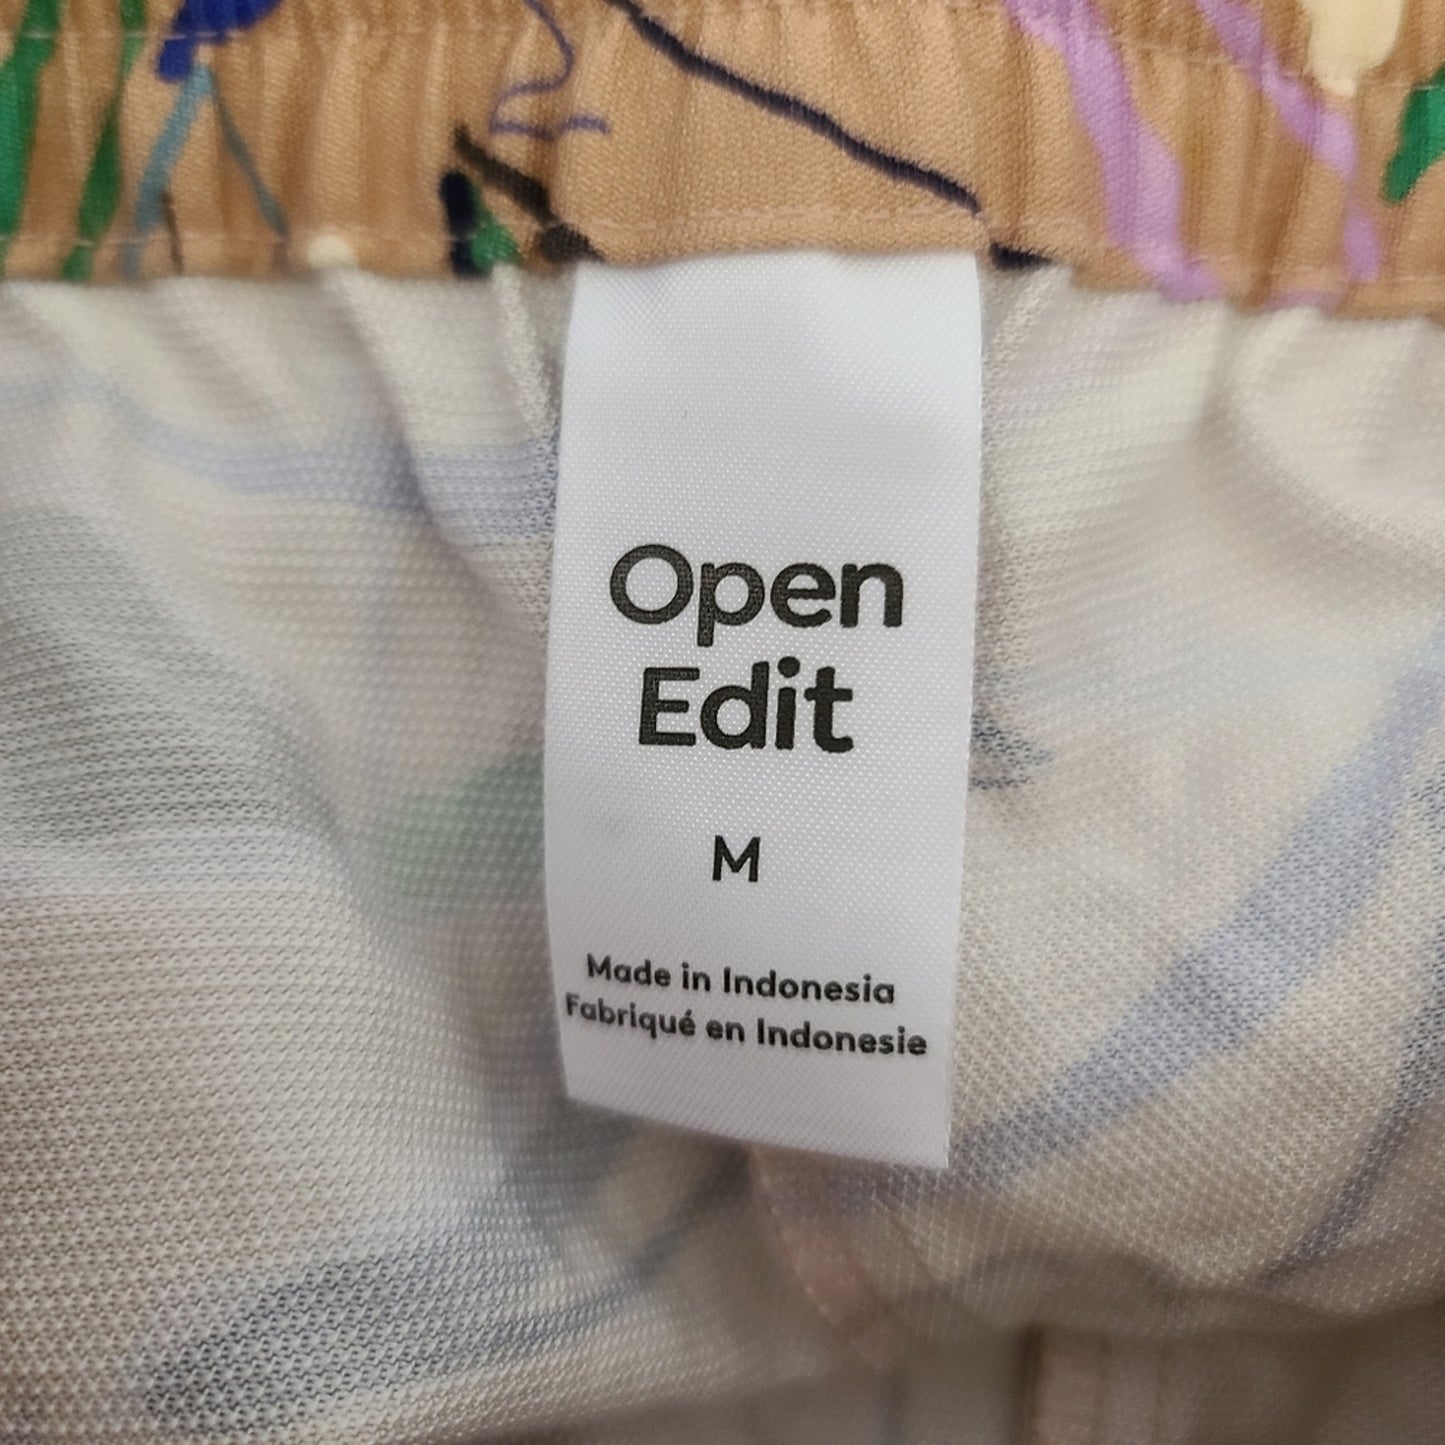 Open
Edit
M
Made in Indonesia
Fabriqué en Indonesie